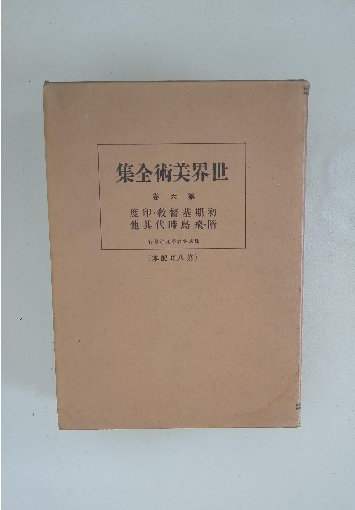 世界美術全集
第六卷
初期基督教・印度
隋・飛鳥時代其他
（第八回配本）